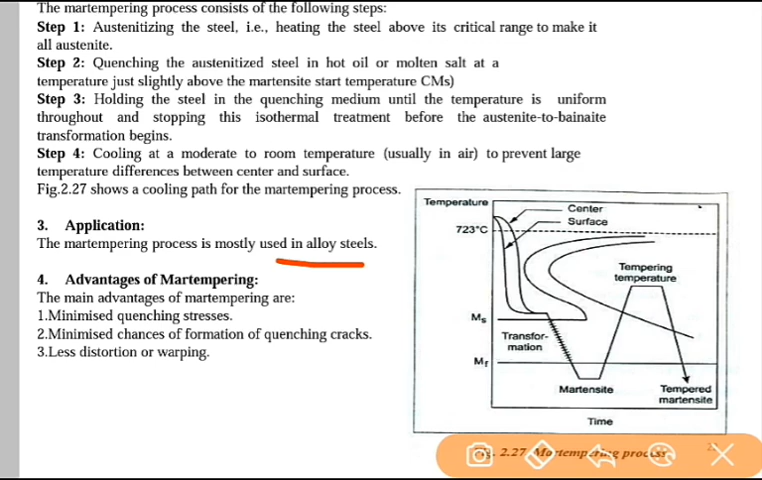 The martempering process consists of the following steps:
Step 1: Austenitizing the steel, i.e., heating the steel above its critical range to make it
all austenite.
Step 2: Quenching the austenitized steel in hot oil or molten salt at a
temperature just slightly above the martensite start temperature CMs)
Step 3: Holding the steel in the quenching medium until the temperature is uniform
throughout and stopping this isothermal treatment before the austenite-to-bainaite
transformation begins.
Step 4: Cooling at a moderate to room temperature (usually in air) to prevent large
temperature differences between center and surface.
Fig.2.27 shows a cooling path for the martempering process.
3. Application:
The martempering process is mostly used in alloy steels.
4. Advantages of Martempering:
The main advantages of martempering are:
1.Minimised quenching stresses.
2.Minimised chances of formation of quenching cracks.
3.Less distortion or warping.
Temperature
Center
Surface
723°C
Tempering
temperature
Ms
Transfor-
mation
Mf
Martensite
Tempered
martensite
Time
2.27 Martempering process